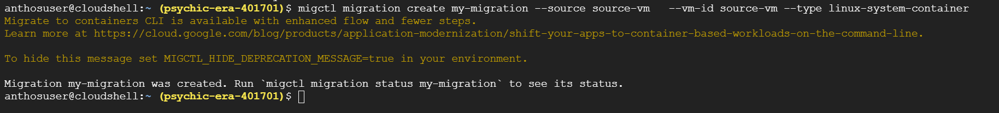 anthosuser@cloudshell:~ (psychic-era-401701)$ migctl migration create my-migration --source source-vm   --vm-id source-vm --type linux-system-container
Migrate to containers CLI is available with enhanced flow and fewer steps.
Learn more at https://cloud.google.com/blog/products/application-modernization/shift-your-apps-to-container-based-workloads-on-the-command-line.
To hide this message set MIGCTL_HIDE_DEPRECATION_MESSAGE=true in your environment.
Migration my-migration was created. Run `migctl migration status my-migration` to see its status.
anthosuser@cloudshell:~ (psychic-era-401701)$